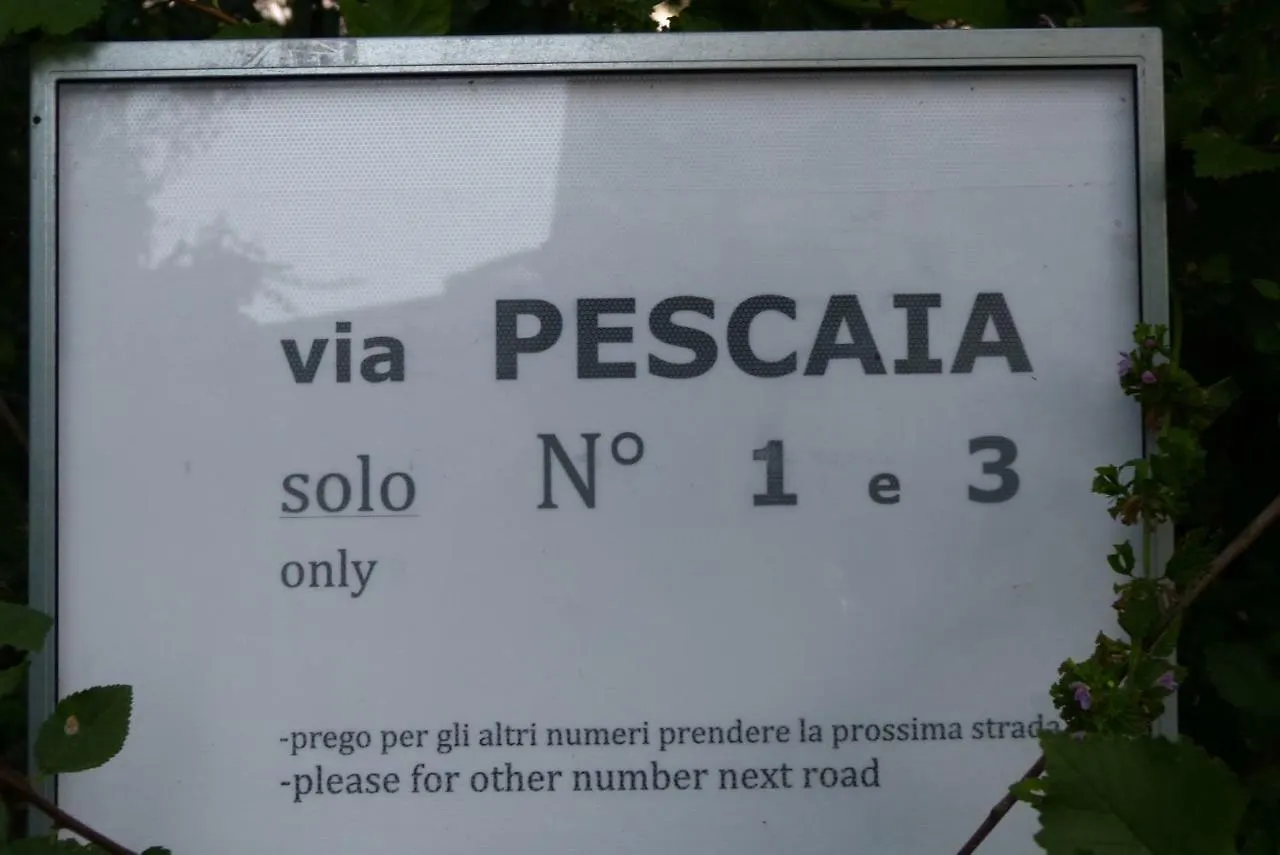 via PESCAIA
solo N° 1 e 3
only
-prego per gli altri numeri prendere la prossima strada
-please for other number next road